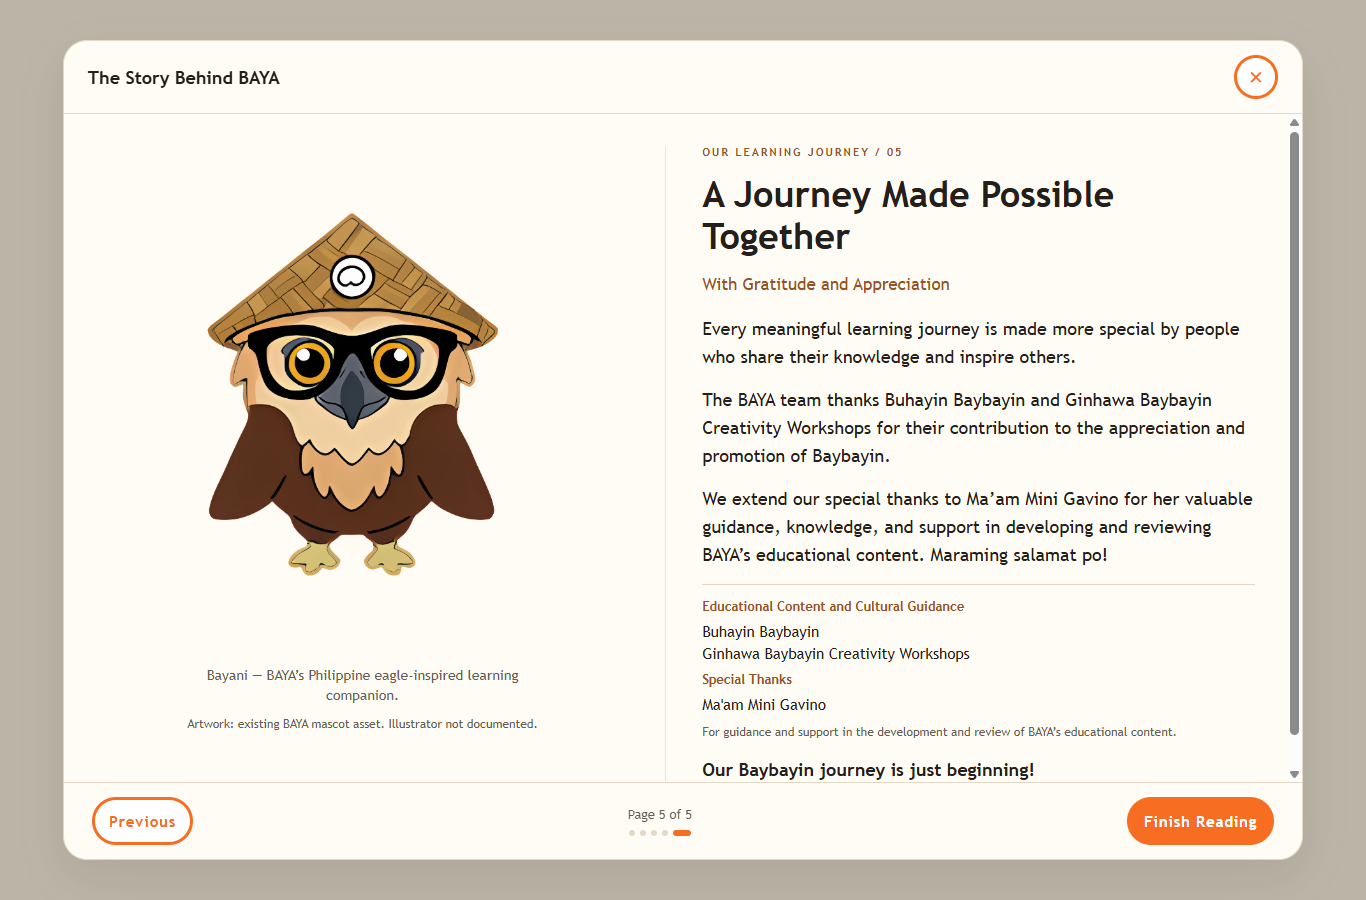 The Story Behind BAYA
OUR LEARNING JOURNEY / 05
A Journey Made Possible
Together
With Gratitude and Appreciation
Every meaningful learning journey is made more special by people
who share their knowledge and inspire others.
The BAYA team thanks Buhayin Baybayin and Ginhawa Baybayin
Creativity Workshops for their contribution to the appreciation and
promotion of Baybayin.
We extend our special thanks to Ma’am Mini Gavino for her valuable
guidance, knowledge, and support in developing and reviewing
BAYA’s educational content. Maraming salamat po!
Educational Content and Cultural Guidance
Buhayin Baybayin
Ginhawa Baybayin Creativity Workshops
Special Thanks
Ma'am Mini Gavino
For guidance and support in the development and review of BAYA’s educational content.
Our Baybayin journey is just beginning!
Bayani — BAYA’s Philippine eagle-inspired learning
companion.
Artwork: existing BAYA mascot asset. Illustrator not documented.
Previous
Page 5 of 5
Finish Reading